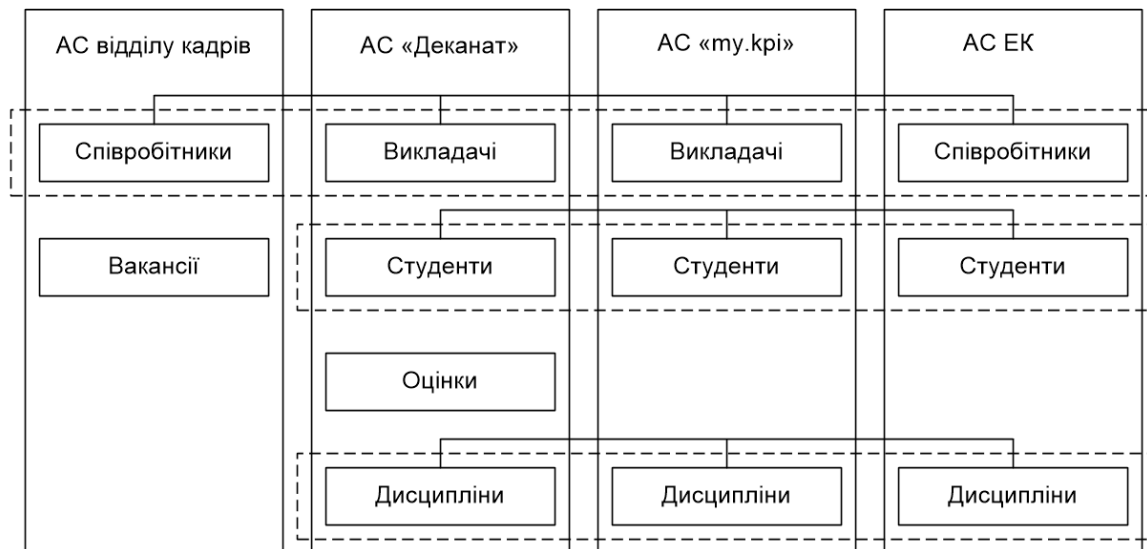 АС відділу кадрів
АС «Деканат»
АС «my.kpi»
АС ЕК
Співробітники
Викладачі
Викладачі
Співробітники
Вакансії
Студенти
Студенти
Студенти
Оцінки
Дисципліни
Дисципліни
Дисципліни